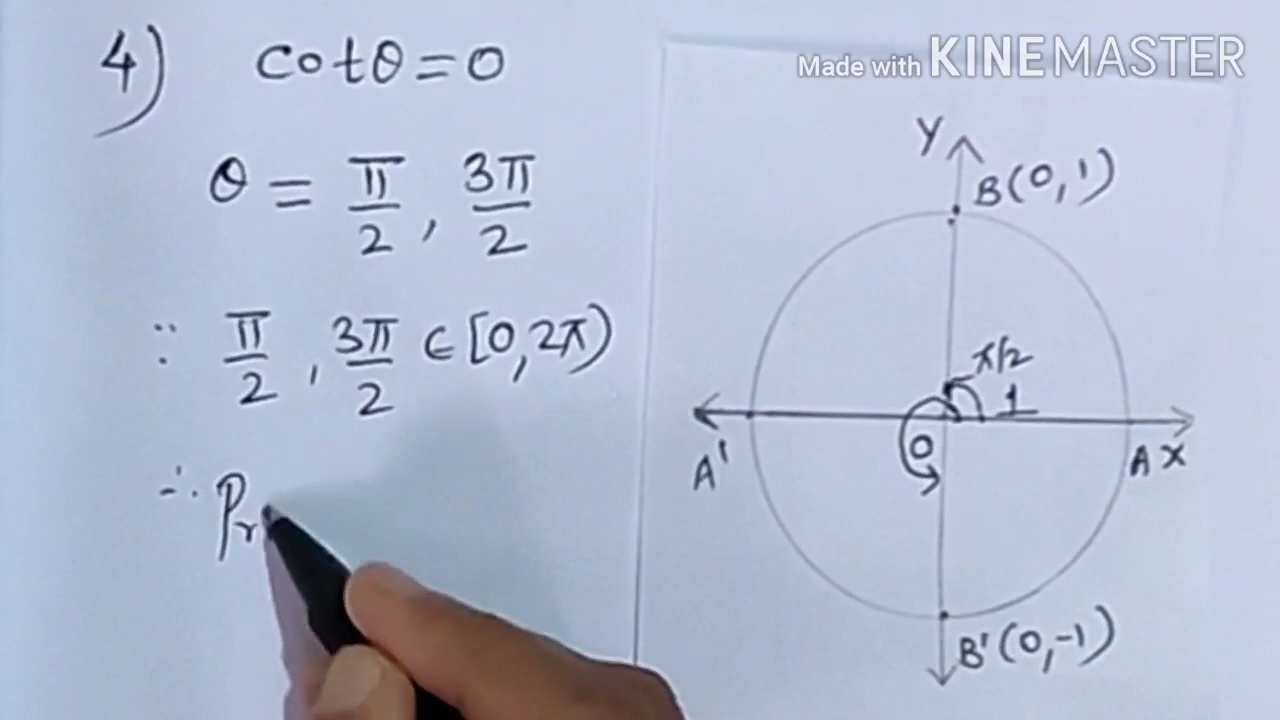 4) cotθ = 0
θ = π/2, 3π/2
∵ π/2, 3π/2 ∈ [0, 2π)
∴ Pr
Made with KINEMASTER
Y
B(0,1)
π/2
1
O
A'
A X
B'(0,-1)